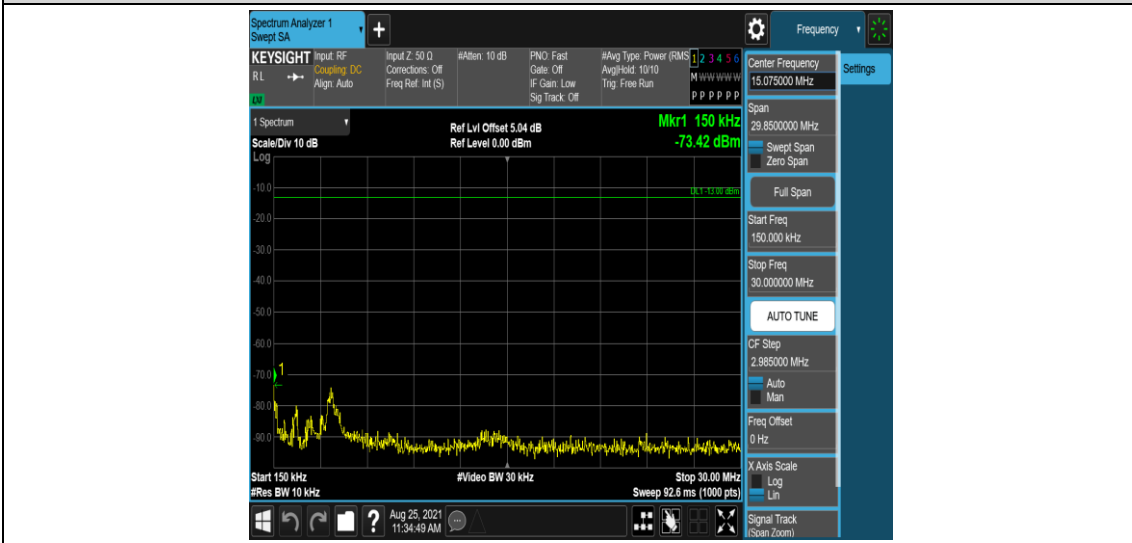 Spectrum Analyzer 1
Swept SA
+
Frequency
KEYSIGHT
RL
Input: RF
Coupling: DC
Align: Auto
Input Z: 50 Ω
Corrections: Off
Freq Ref: Int (S)
#Atten: 10 dB
PNO: Fast
Gate: Off
IF Gain: Low
Sig Track: Off
#Avg Type: Power (RMS
Avg|Hold: 10/10
Trig: Free Run
1 2 3 4 5 6
M W W W W W
P P P P P P
1 Spectrum
Scale/Div 10 dB
Log
Ref Lvl Offset 5.04 dB
Ref Level 0.00 dBm
Mkr1 150 kHz
-73.42 dBm
DL1 -13.00 dBm
-10.0
-20.0
-30.0
-40.0
-50.0
-60.0
-70.0
-80.0
-90.0
1
Start 150 kHz
#Res BW 10 kHz
#Video BW 30 kHz
Stop 30.00 MHz
Sweep 92.6 ms (1000 pts)
Center Frequency
15.075000 MHz
Span
29.8500000 MHz
Swept Span
Zero Span
Full Span
Start Freq
150.000 kHz
Stop Freq
30.000000 MHz
AUTO TUNE
CF Step
2.985000 MHz
Auto
Man
Freq Offset
0 Hz
X Axis Scale
Log
Lin
Signal Track
(Span Zoom)
Settings
?
Aug 25, 2021
11:34:49 AM